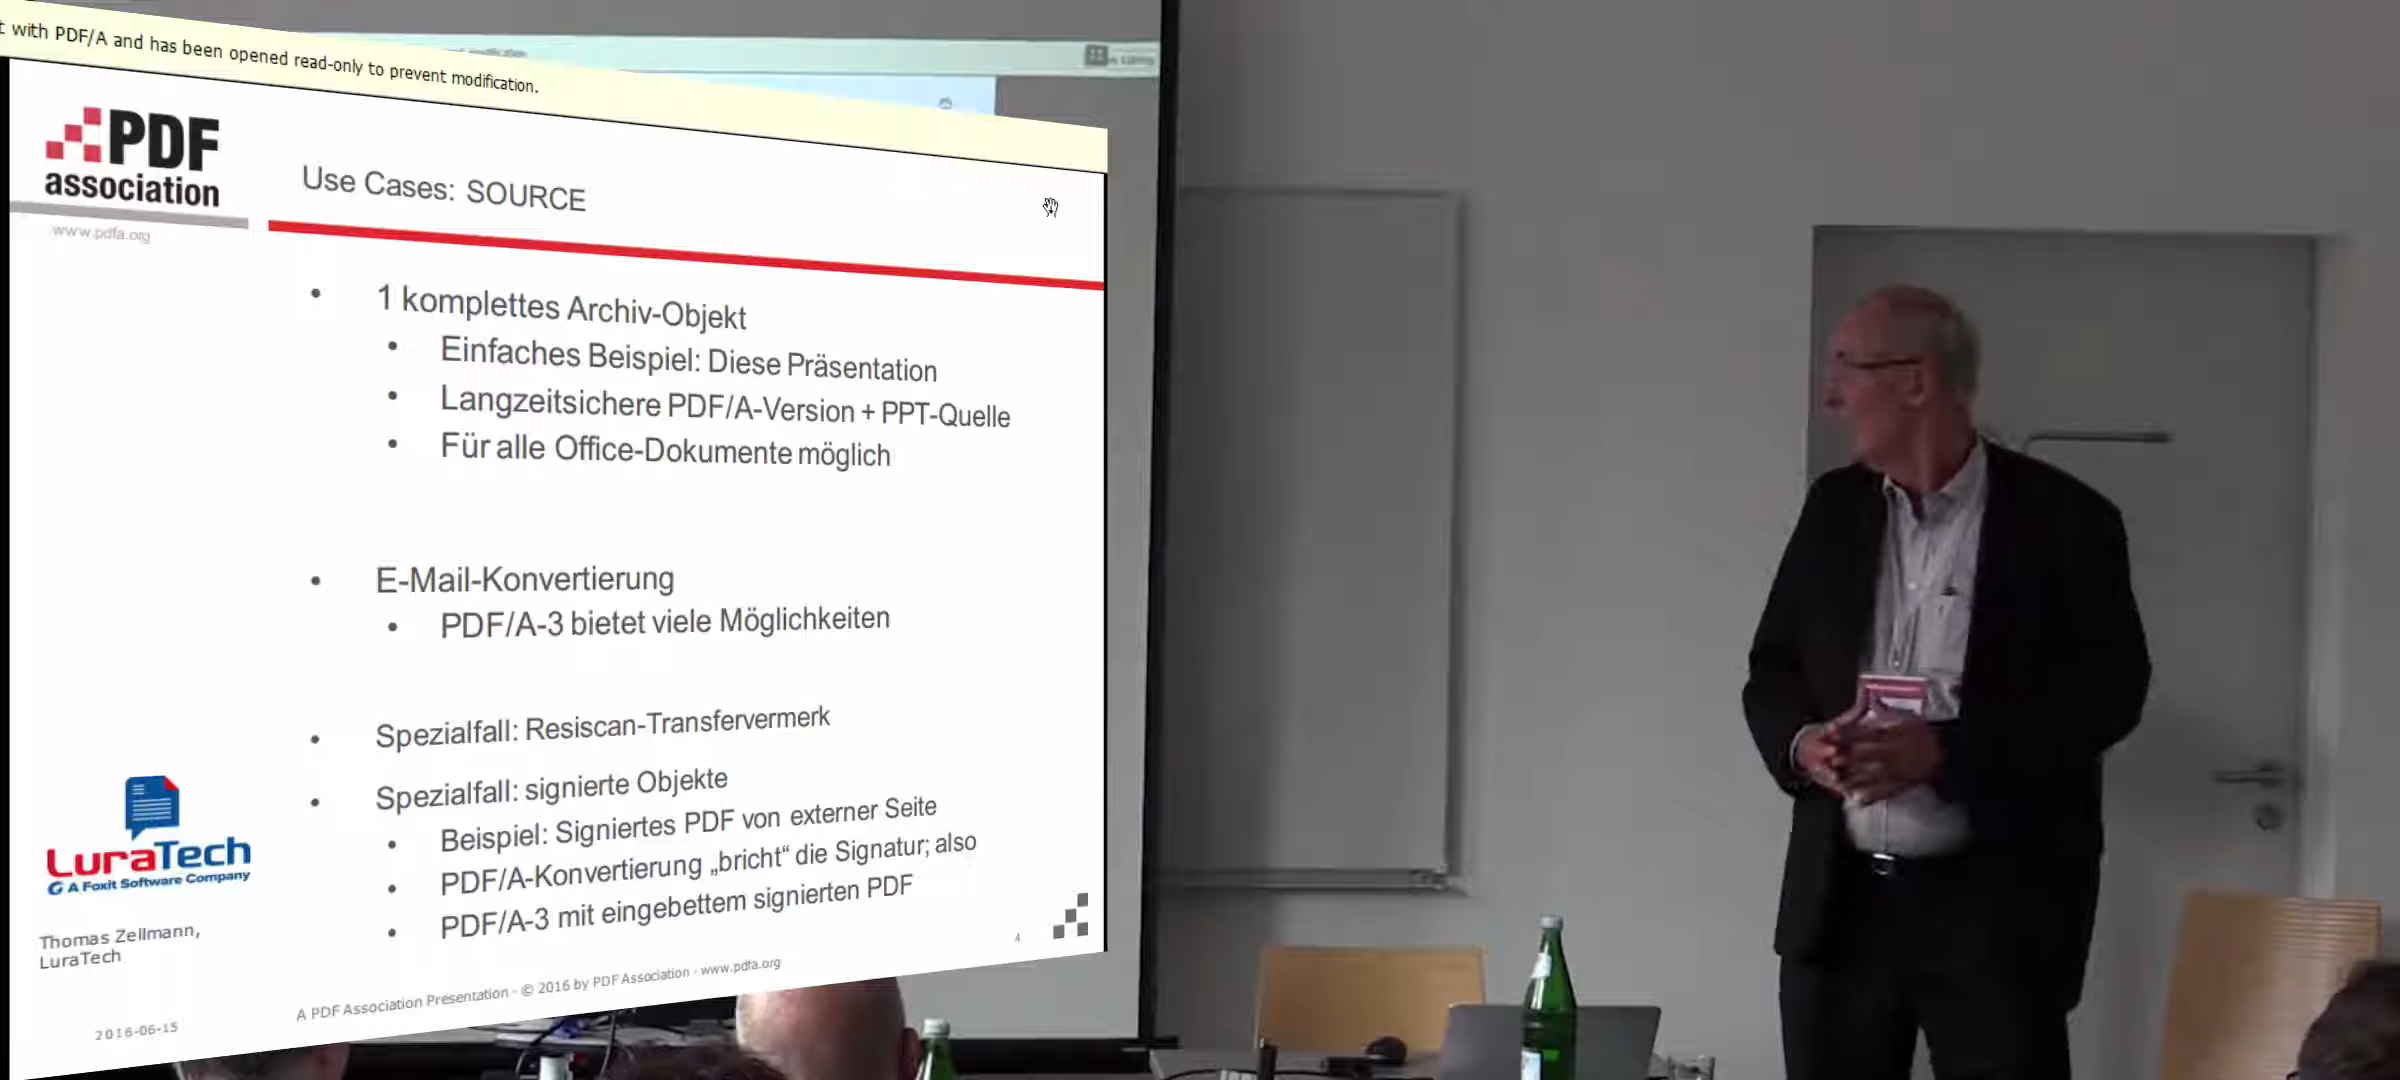 with PDF/A and has been opened read-only to prevent modification.
PDF
association
www.pdfa.org
Use Cases: SOURCE
• 1 komplettes Archiv-Objekt
• Einfaches Beispiel: Diese Präsentation
• Langzeitsichere PDF/A-Version + PPT-Quelle
• Für alle Office-Dokumente möglich
• E-Mail-Konvertierung
• PDF/A-3 bietet viele Möglichkeiten
• Spezialfall: Resiscan-Transfervermerk
• Spezialfall: signierte Objekte
• Beispiel: Signiertes PDF von externer Seite
• PDF/A-Konvertierung „bricht“ die Signatur; also
• PDF/A-3 mit eingebettem signierten PDF
LuraTech
A Foxit Software Company
Thomas Zellmann,
LuraTech
4
A PDF Association Presentation - © 2016 by PDF Association - www.pdfa.org
2016-06-15